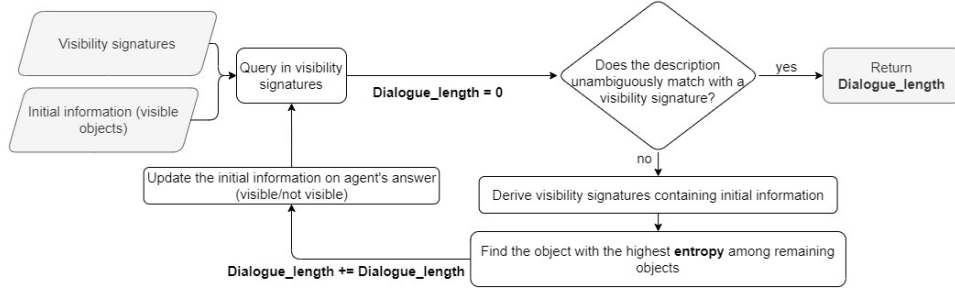 Visibility signatures
Initial information (visible
objects)
Query in visibility
signatures
Dialogue_length = 0
Does the description
unambiguously match with a
visibility signature?
yes
Return
Dialogue_length
no
Derive visibility signatures containing initial information
Find the object with the highest entropy among remaining
objects
Dialogue_length += Dialogue_length
Update the initial information on agent's answer
(visible/not visible)